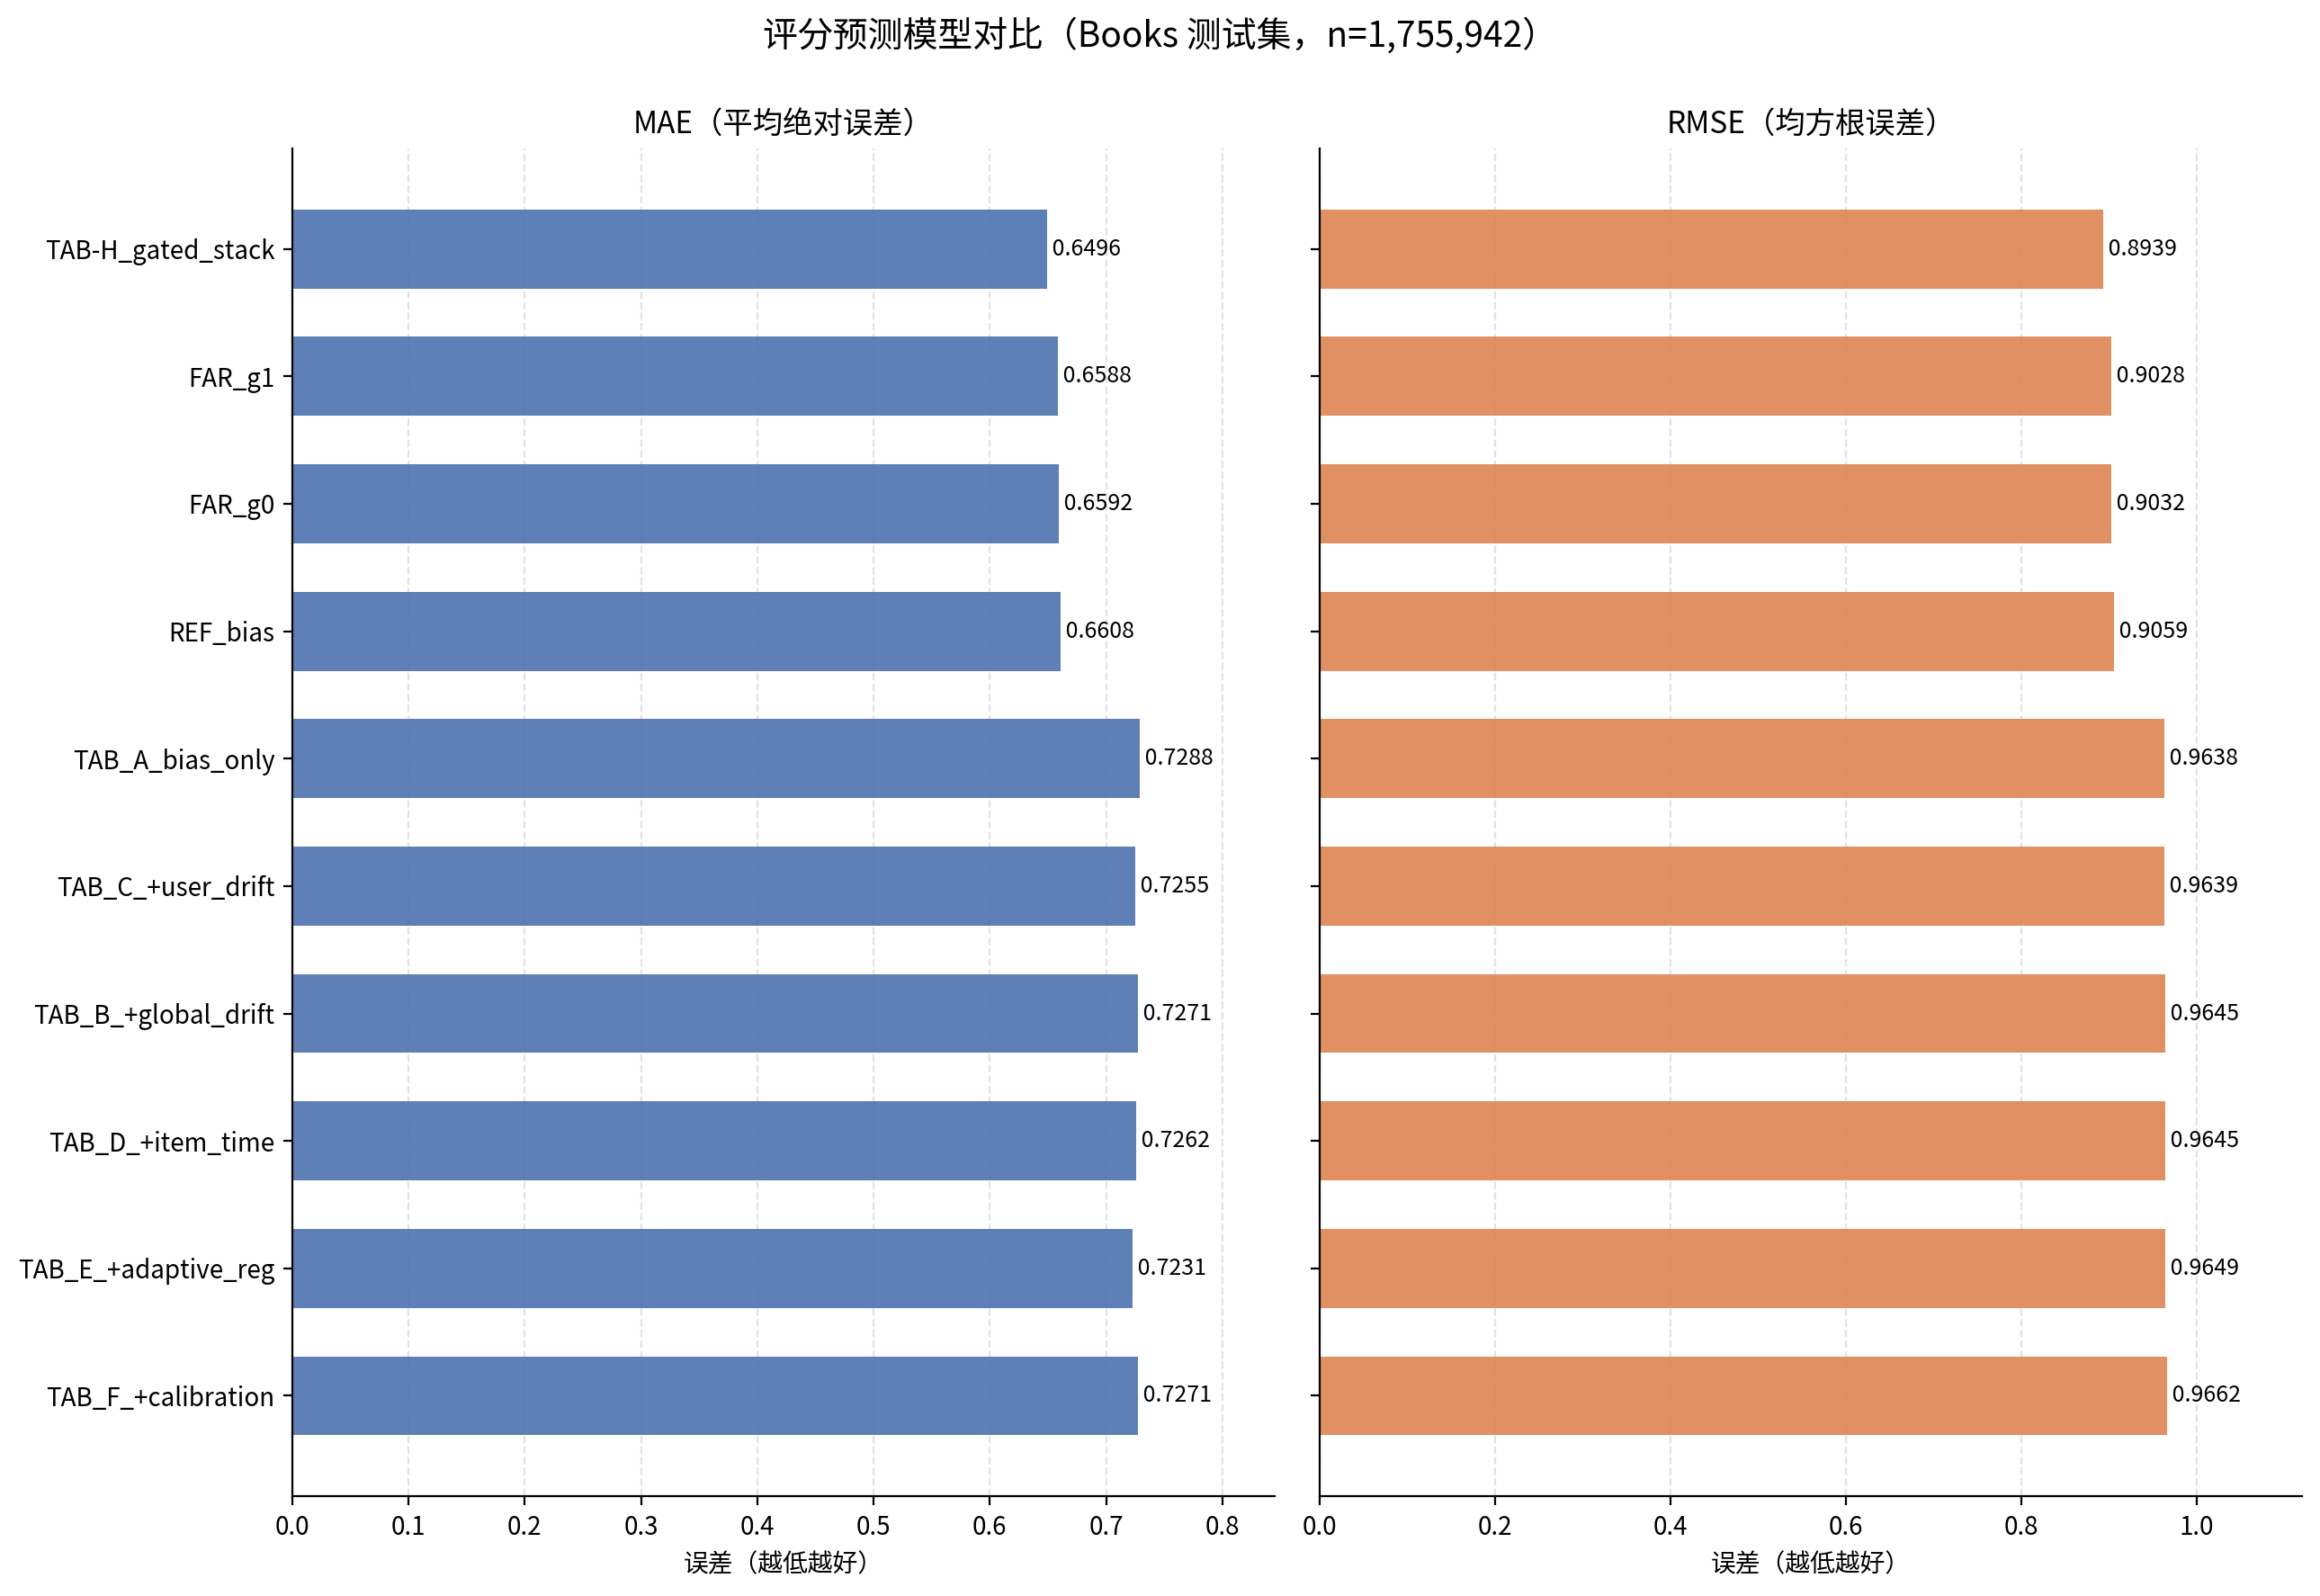 评分预测模型对比（Books 测试集，n=1,755,942）
MAE（平均绝对误差）
TAB-H_gated_stack 0.6496
FAR_g1 0.6588
FAR_g0 0.6592
REF_bias 0.6608
TAB_A_bias_only 0.7288
TAB_C_+user_drift 0.7255
TAB_B_+global_drift 0.7271
TAB_D_+item_time 0.7262
TAB_E_+adaptive_reg 0.7231
TAB_F_+calibration 0.7271
0.0 0.1 0.2 0.3 0.4 0.5 0.6 0.7 0.8
误差（越低越好）
RMSE（均方根误差）
0.8939
0.9028
0.9032
0.9059
0.9638
0.9639
0.9645
0.9645
0.9649
0.9662
0.0 0.2 0.4 0.6 0.8 1.0
误差（越低越好）